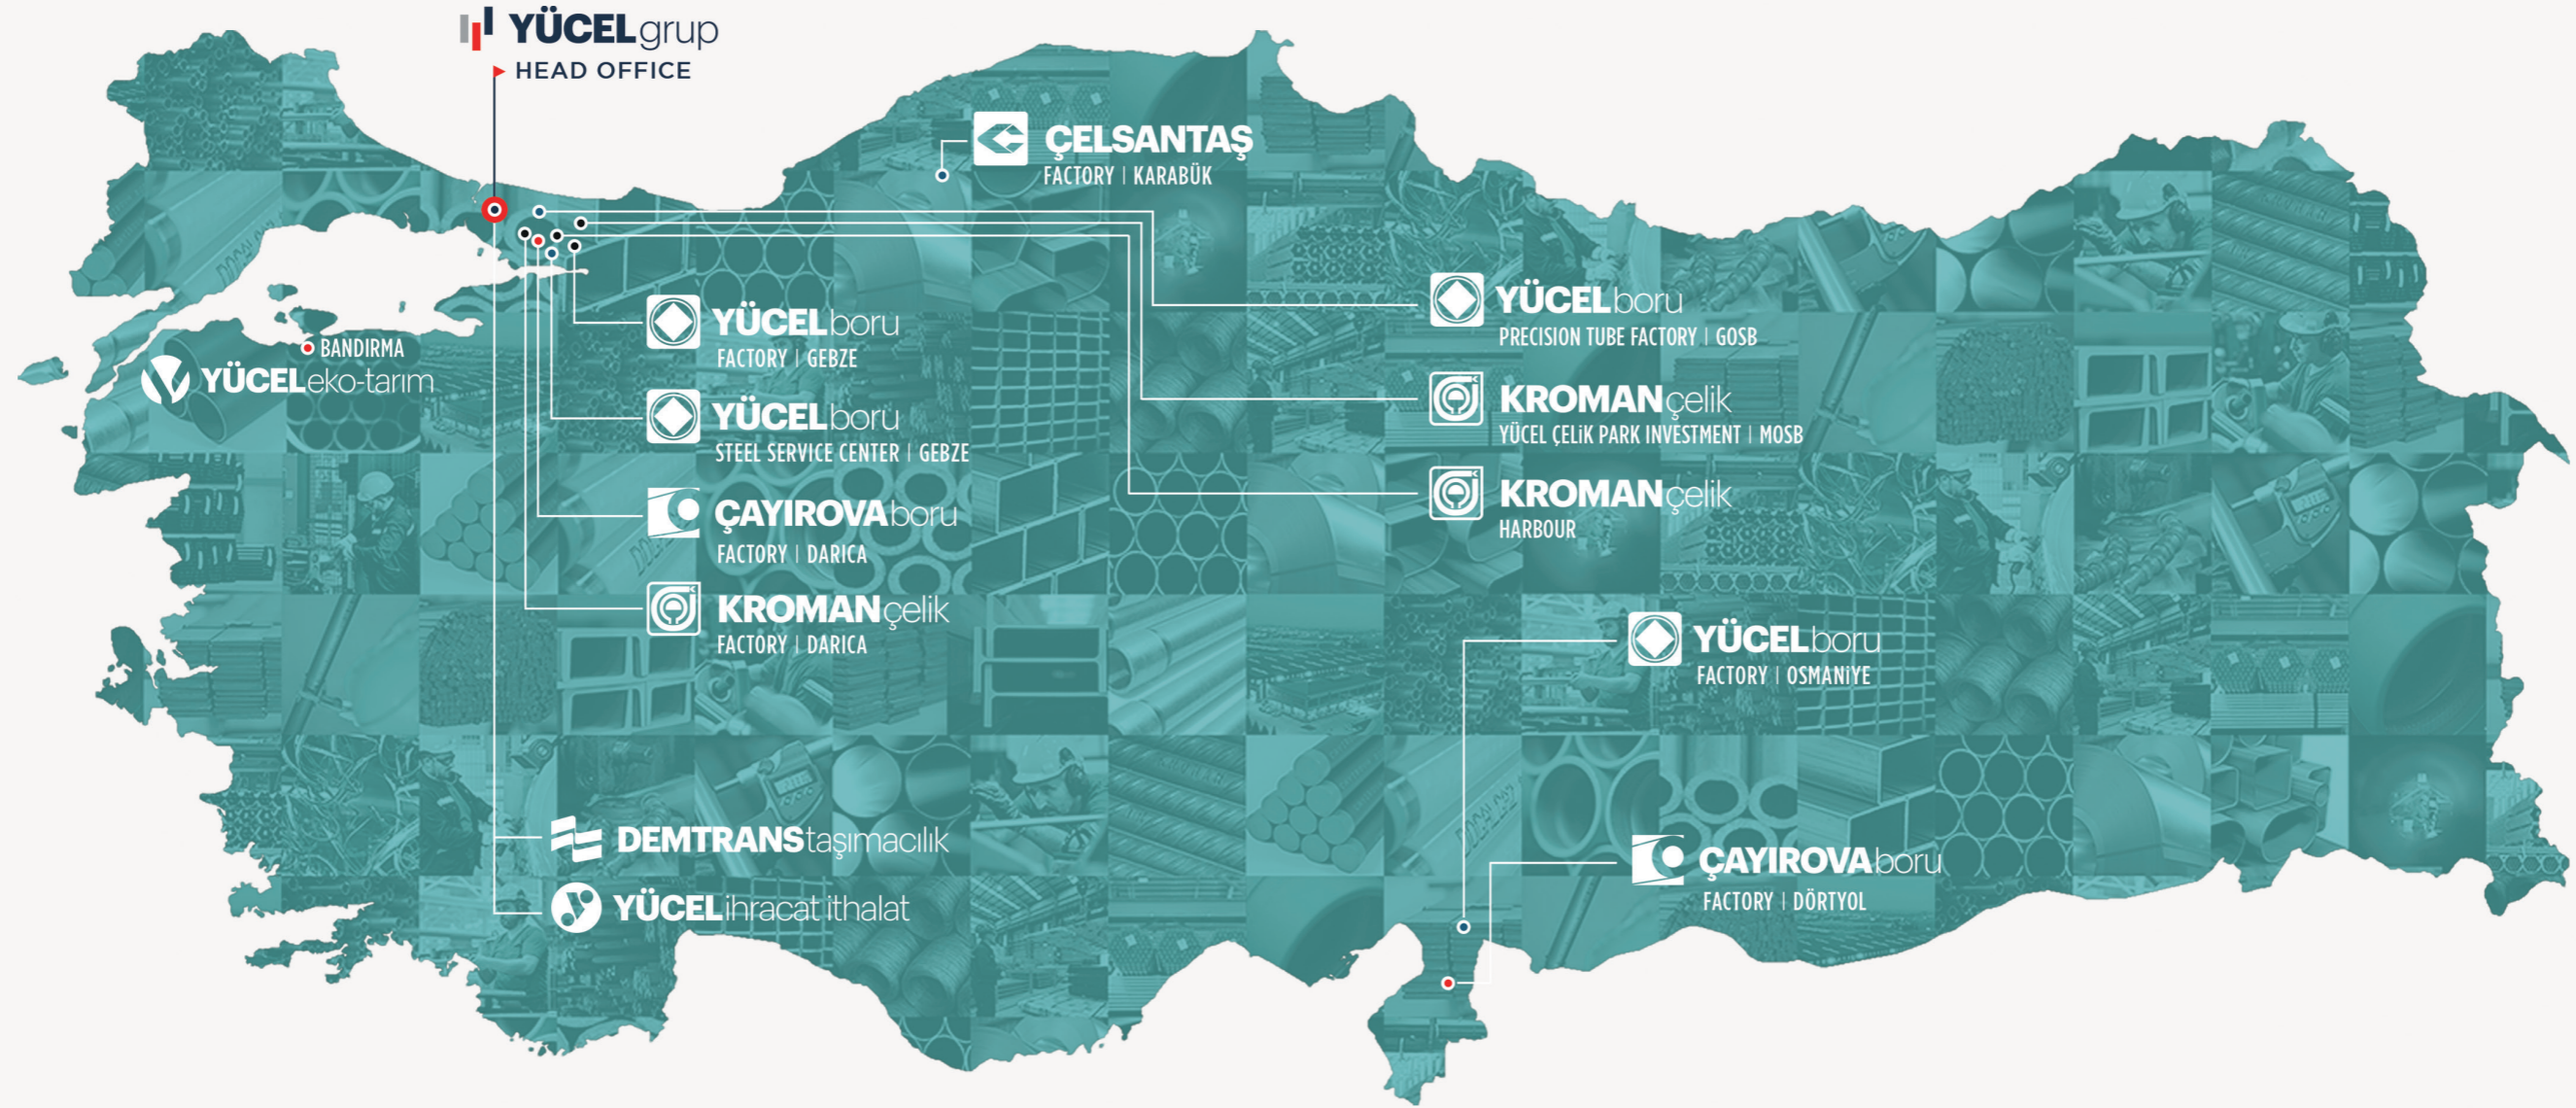 YÜCELgrup
HEAD OFFICE
ÇELSANTAŞ
FACTORY | KARABÜK
BANDIRMA
YÜCELeko-tarım
YÜCELboru
FACTORY | GEBZE
YÜCELboru
STEEL SERVICE CENTER | GEBZE
ÇAYIROVAboru
FACTORY | DARICA
KROMANçelik
FACTORY | DARICA
YÜCELboru
PRECISION TUBE FACTORY | GOSB
KROMANçelik
YÜCEL ÇELİK PARK INVESTMENT | MOSB
KROMANçelik
HARBOUR
YÜCELboru
FACTORY | OSMANİYE
DEMTRANStaşımacılık
YÜCELihracat ithalat
ÇAYIROVAboru
FACTORY | DÖRTYOL